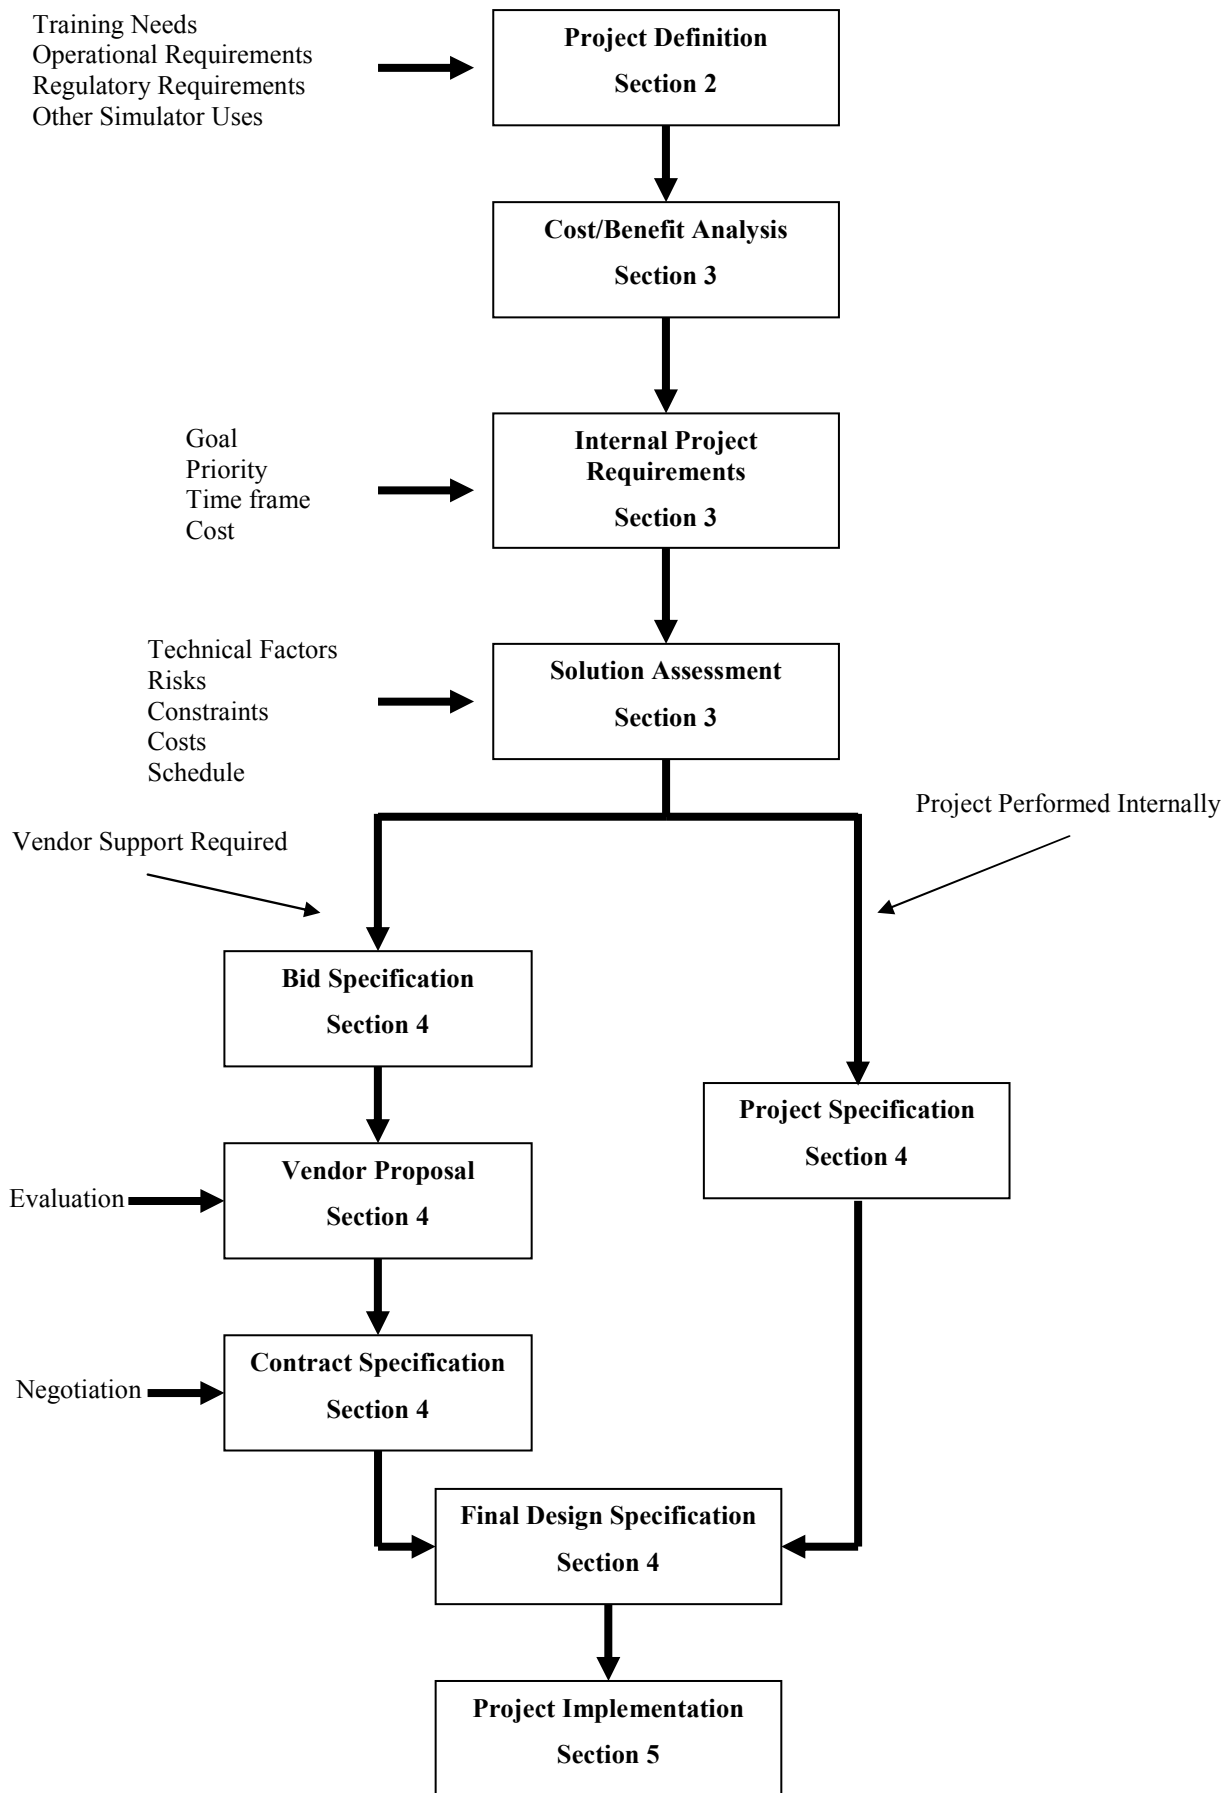 Training Needs
Operational Requirements
Regulatory Requirements
Other Simulator Uses
Project Definition
Section 2
Cost/Benefit Analysis
Section 3
Goal
Priority
Time frame
Cost
Internal Project
Requirements
Section 3
Technical Factors
Risks
Constraints
Costs
Schedule
Solution Assessment
Section 3
Vendor Support Required
Project Performed Internally
Bid Specification
Section 4
Project Specification
Section 4
Evaluation
Vendor Proposal
Section 4
Negotiation
Contract Specification
Section 4
Final Design Specification
Section 4
Project Implementation
Section 5